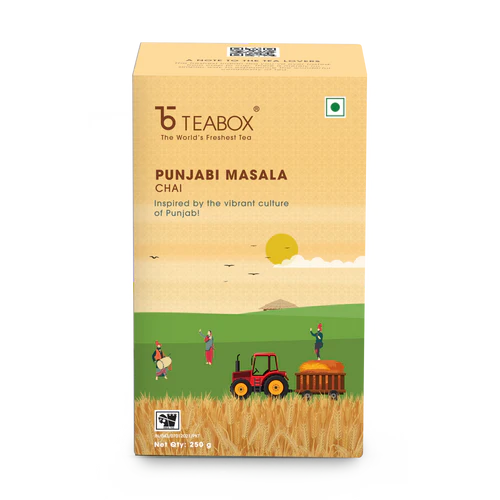 A NOTE TO THE TEA LOVERS
TEABOX®
The World's Freshest Tea
PUNJABI MASALA
CHAI
Inspired by the vibrant culture
of Punjab!
Net Qty: 250 g